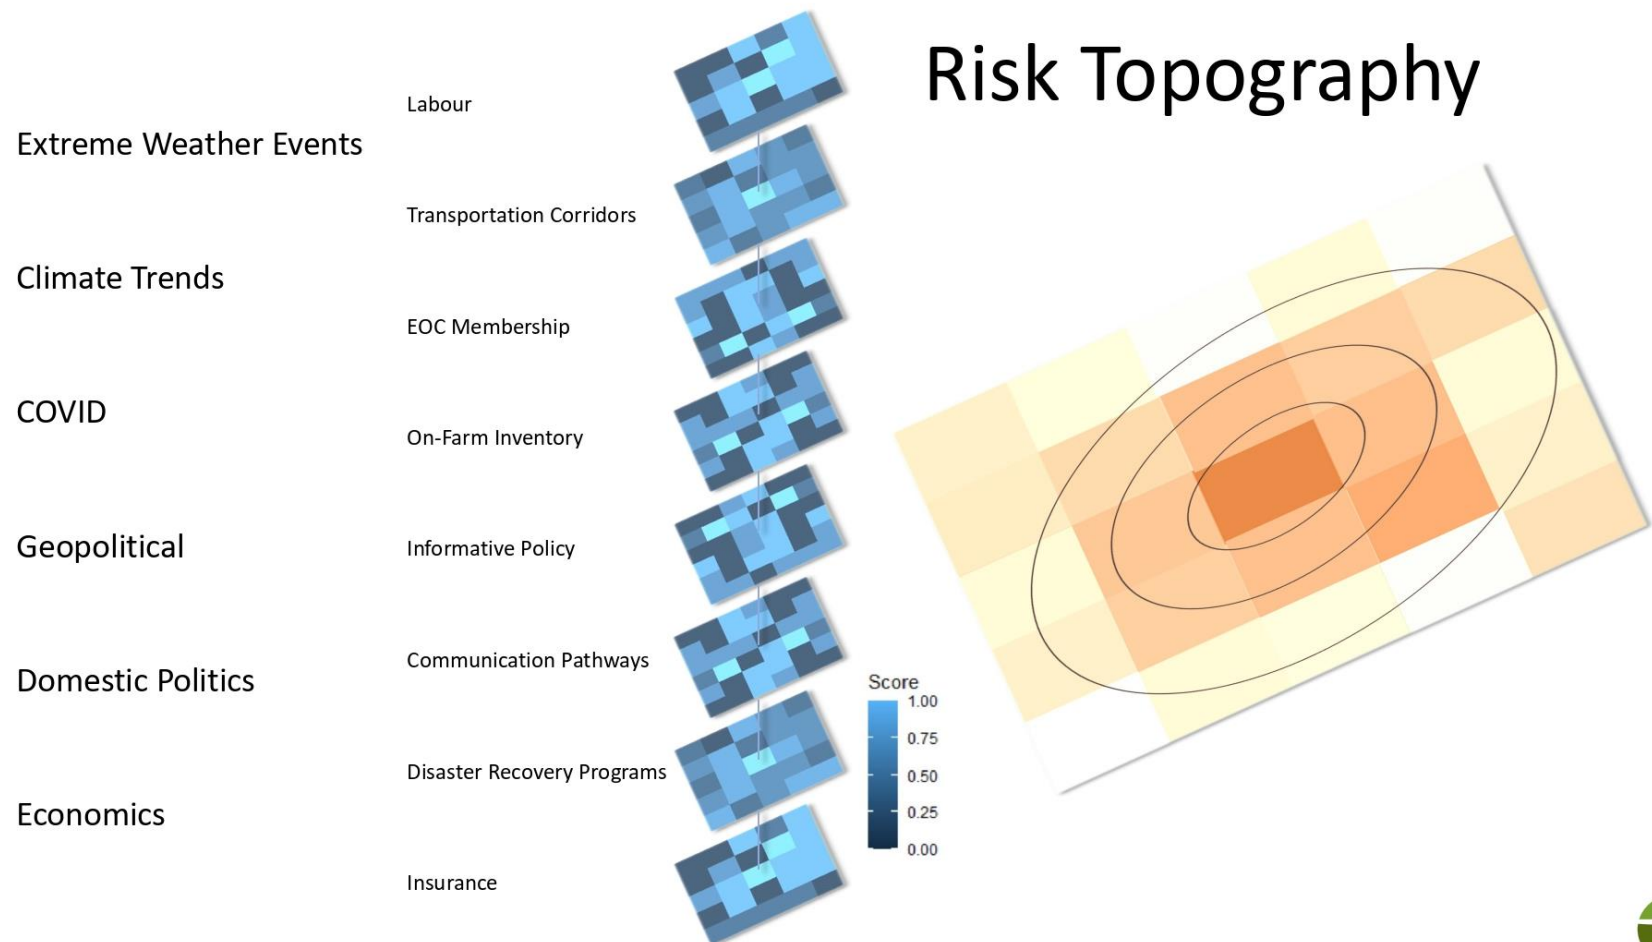 Risk Topography
Extreme Weather Events
Climate Trends
COVID
Geopolitical
Domestic Politics
Economics
Labour
Transportation Corridors
EOC Membership
On-Farm Inventory
Informative Policy
Communication Pathways
Disaster Recovery Programs
Insurance
Score
1.00
0.75
0.50
0.25
0.00